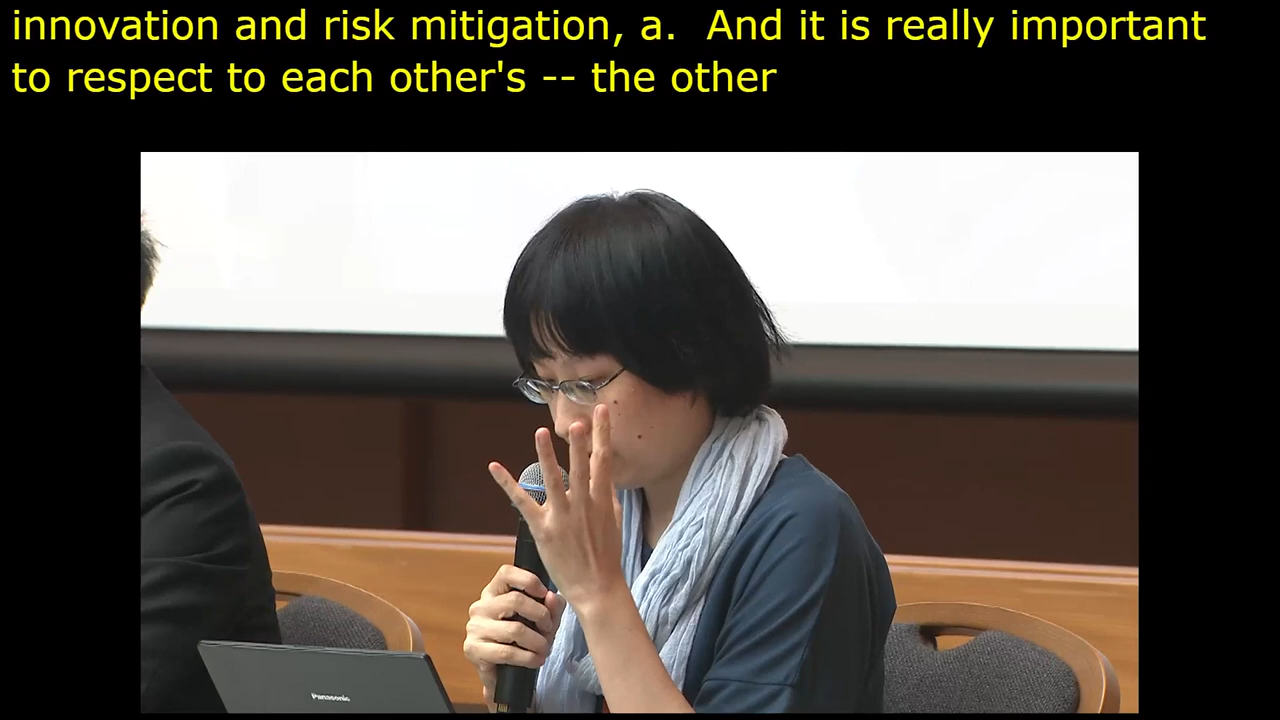 innovation and risk mitigation, a.  And it is really important
to respect to each other's -- the other
Panasonic